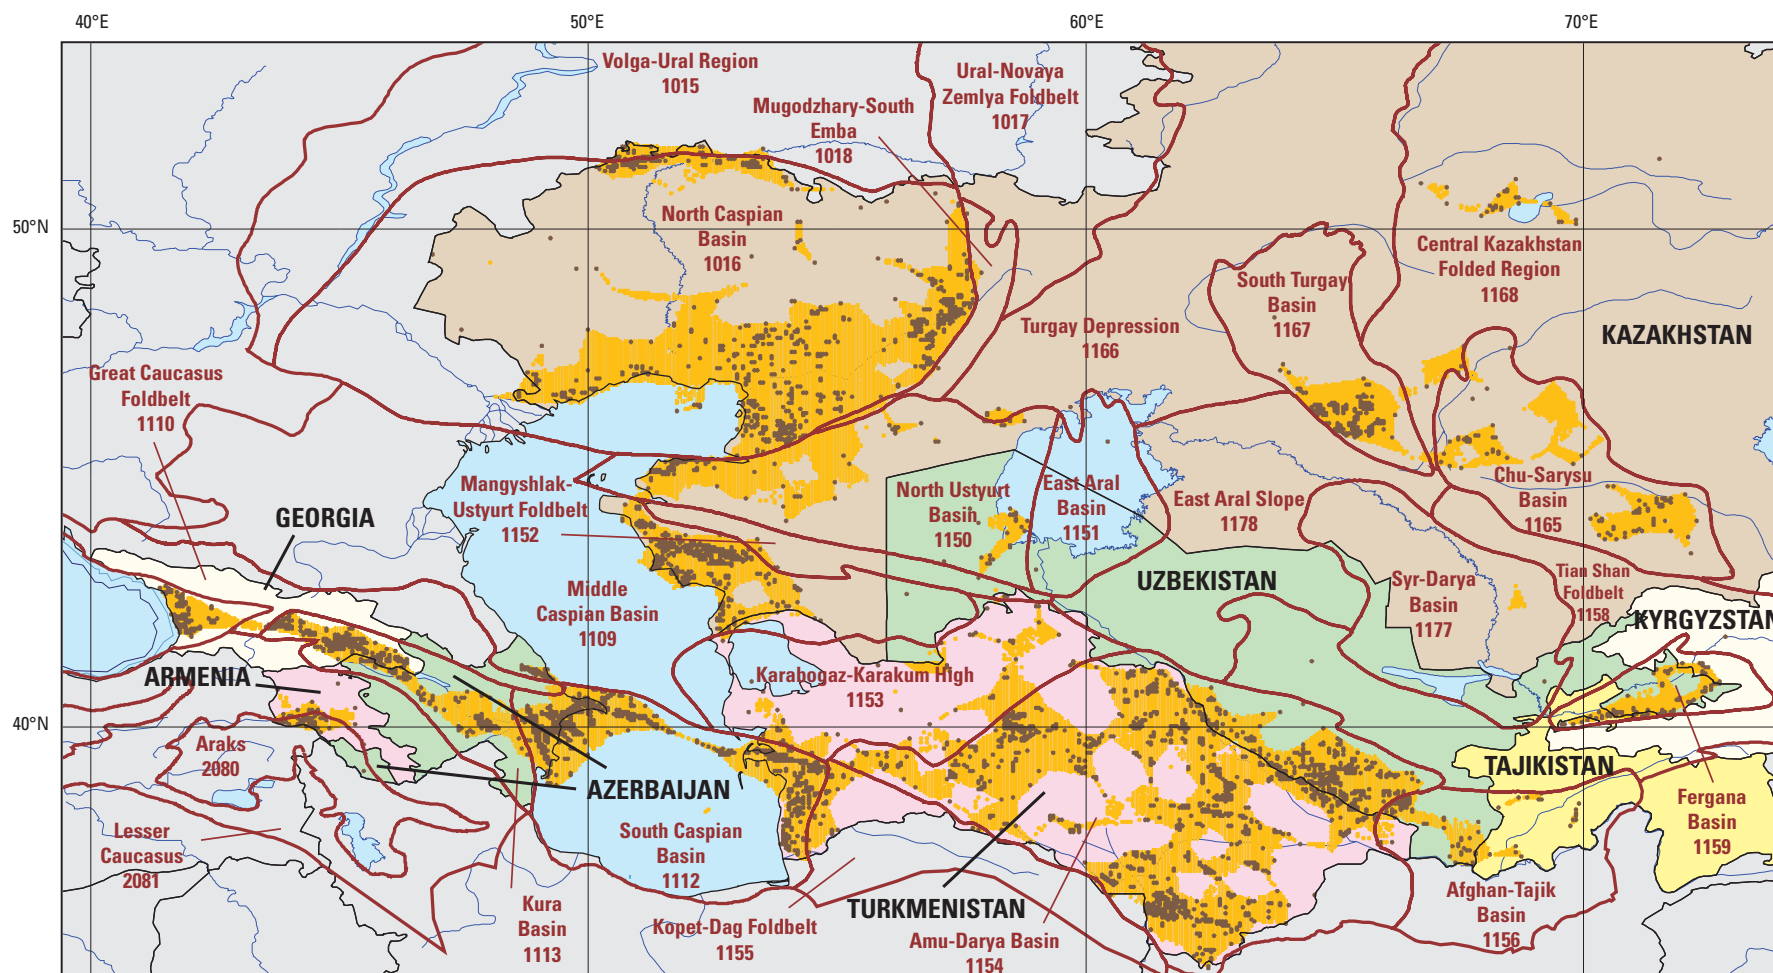 40°E
50°E
60°E
70°E
Volga-Ural Region
1015
Ural-Novaya
Zemlya Foldbelt
1017
Mugodzhary-South
Emba
1018
50°N
North Caspian
Basin
1016
Central Kazakhstan
Folded Region
1168
South Turgay
Basin
1167
Turgay Depression
1166
KAZAKHSTAN
Great Caucasus
Foldbelt
1110
Mangyshlak-
Ustyurt Foldbelt
1152
GEORGIA
North Ustyurt
Basin
1150
East Aral
Basin
1151
East Aral Slope
1178
Chu-Sarysu
Basin
1165
UZBEKISTAN
Syr-Darya
Basin
1177
Tian Shan
Foldbelt
1158
KYRGYZSTAN
Middle
Caspian Basin
1109
ARMENIA
Karabogaz-Karakum High
1153
40°N
Araks
2080
AZERBAIJAN
TAJIKISTAN
Fergana
Basin
1159
Lesser
Caucasus
2081
South Caspian
Basin
1112
Kura
Basin
1113
Kopet-Dag Foldbelt
1155
TURKMENISTAN
Amu-Darya Basin
1154
Afghan-Tajik
Basin
1156